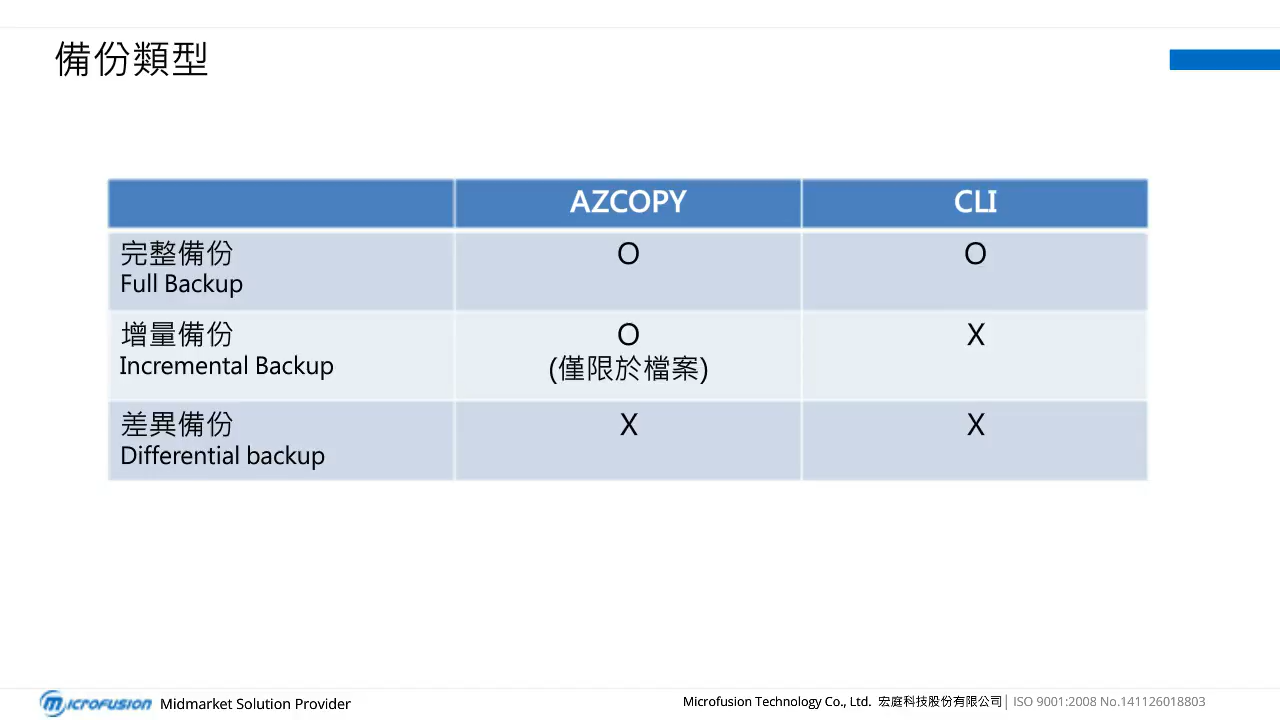 備份類型
AZCOPY CLI
完整備份 O O
Full Backup
增量備份 O X
Incremental Backup (僅限於檔案)
差異備份 X X
Differential backup
MICROFUSION Midmarket Solution Provider
Microfusion Technology Co., Ltd. 宏庭科技股份有限公司│ ISO 9001:2008 No.141126018803